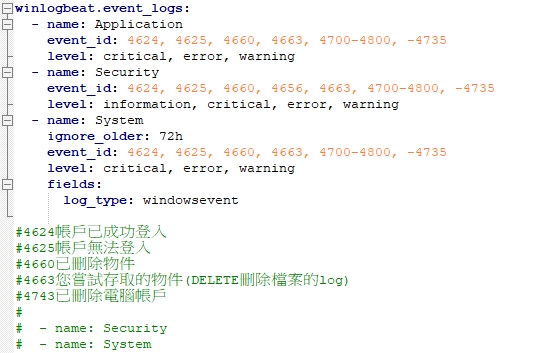 winlogbeat.event_logs:
  - name: Application
    event_id: 4624, 4625, 4660, 4663, 4700-4800, -4735
    level: critical, error, warning
  - name: Security
    event_id: 4624, 4625, 4660, 4656, 4663, 4700-4800, -4735
    level: information, critical, error, warning
  - name: System
    ignore_older: 72h
    event_id: 4624, 4625, 4660, 4663, 4700-4800, -4735
    level: critical, error, warning
    fields:
      log_type: windowsevent
#4624帳戶已成功登入
#4625帳戶無法登入
#4660已刪除物件
#4663您嘗試存取的物件(DELETE刪除檔案的log)
#4743已刪除電腦帳戶
#
#  - name: Security
#  - name: System